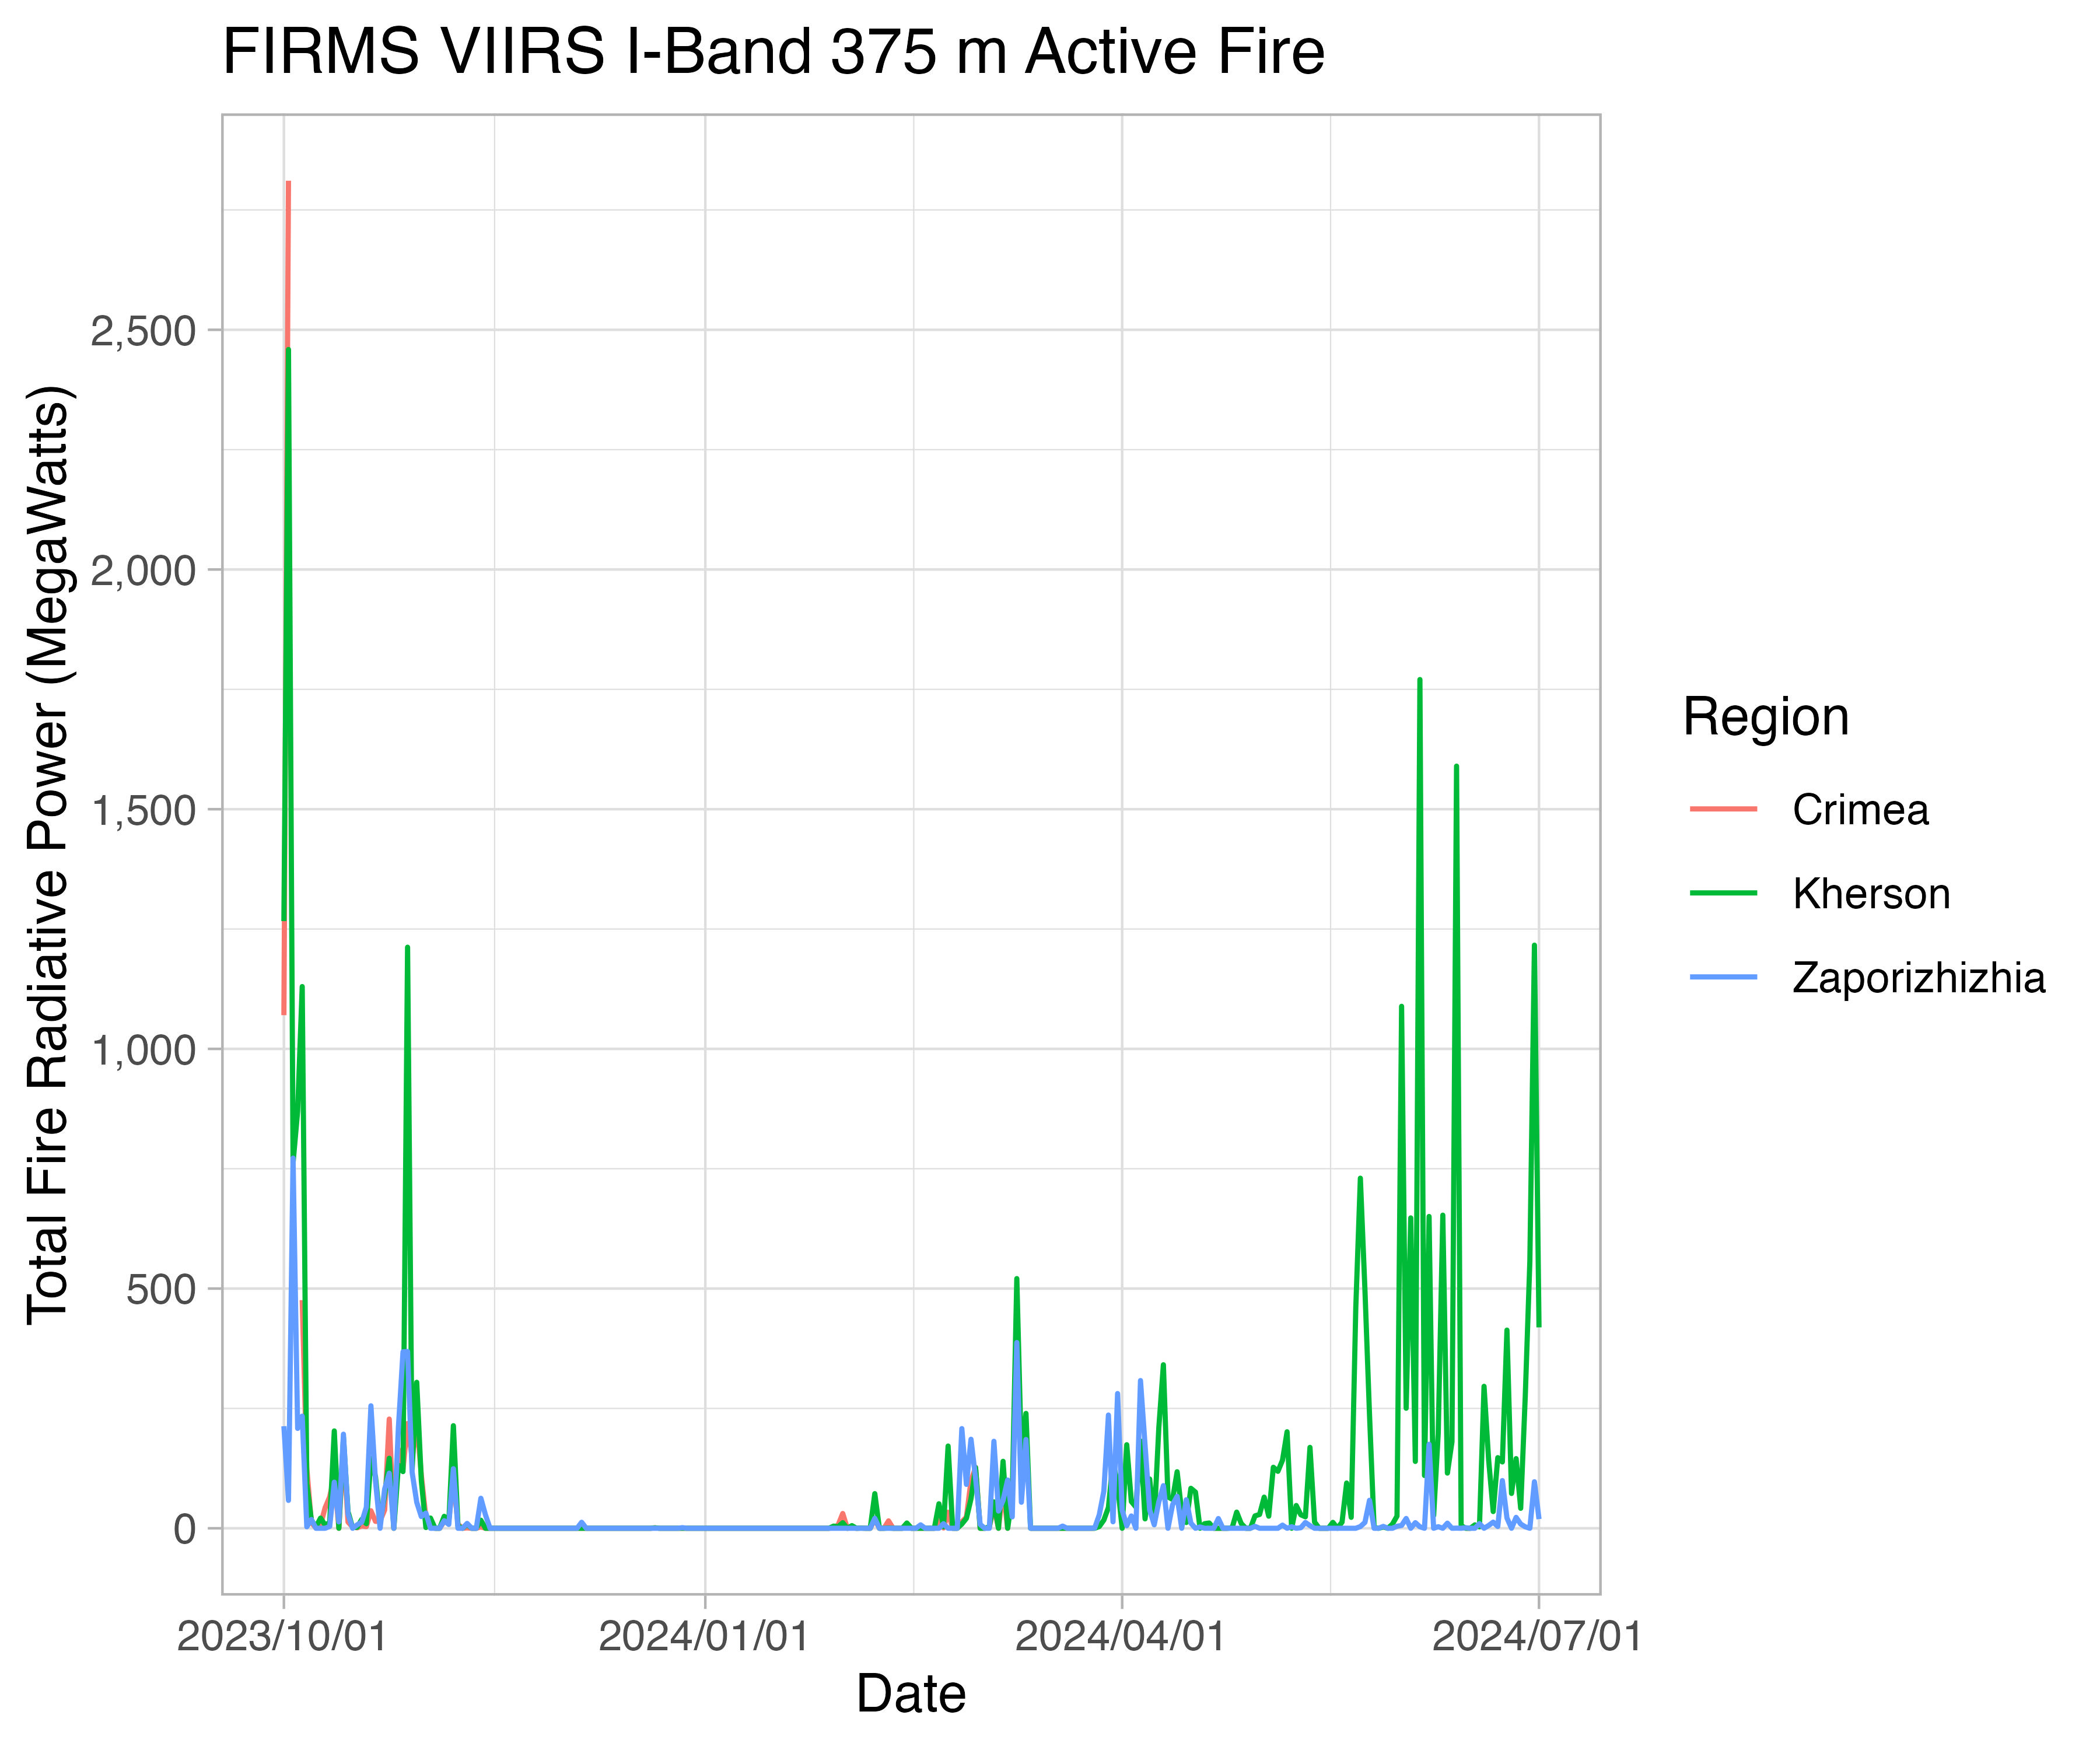 FIRMS VIIRS I-Band 375 m Active Fire
Total Fire Radiative Power (MegaWatts)
2,500
2,000
1,500
1,000
500
0
2023/10/01
2024/01/01
2024/04/01
2024/07/01
Date
Region
Crimea
Kherson
Zaporizhizhia